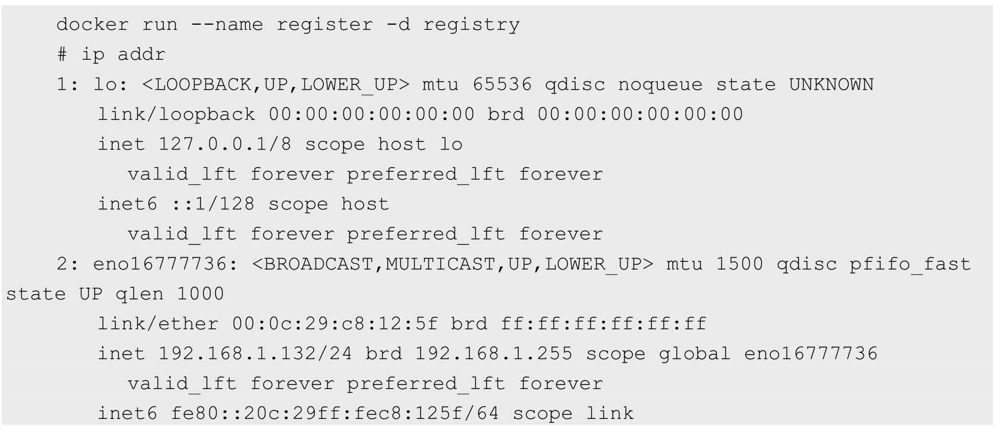 docker run --name register -d registry
# ip addr
1: lo: <LOOPBACK,UP,LOWER_UP> mtu 65536 qdisc noqueue state UNKNOWN
link/loopback 00:00:00:00:00:00 brd 00:00:00:00:00:00
inet 127.0.0.1/8 scope host lo
valid_lft forever preferred_lft forever
inet6 ::1/128 scope host
valid_lft forever preferred_lft forever
2: eno16777736: <BROADCAST,MULTICAST,UP,LOWER_UP> mtu 1500 qdisc pfifo_fast
state UP qlen 1000
link/ether 00:0c:29:c8:12:5f brd ff:ff:ff:ff:ff:ff
inet 192.168.1.132/24 brd 192.168.1.255 scope global eno16777736
valid_lft forever preferred_lft forever
inet6 fe80::20c:29ff:fec8:125f/64 scope link